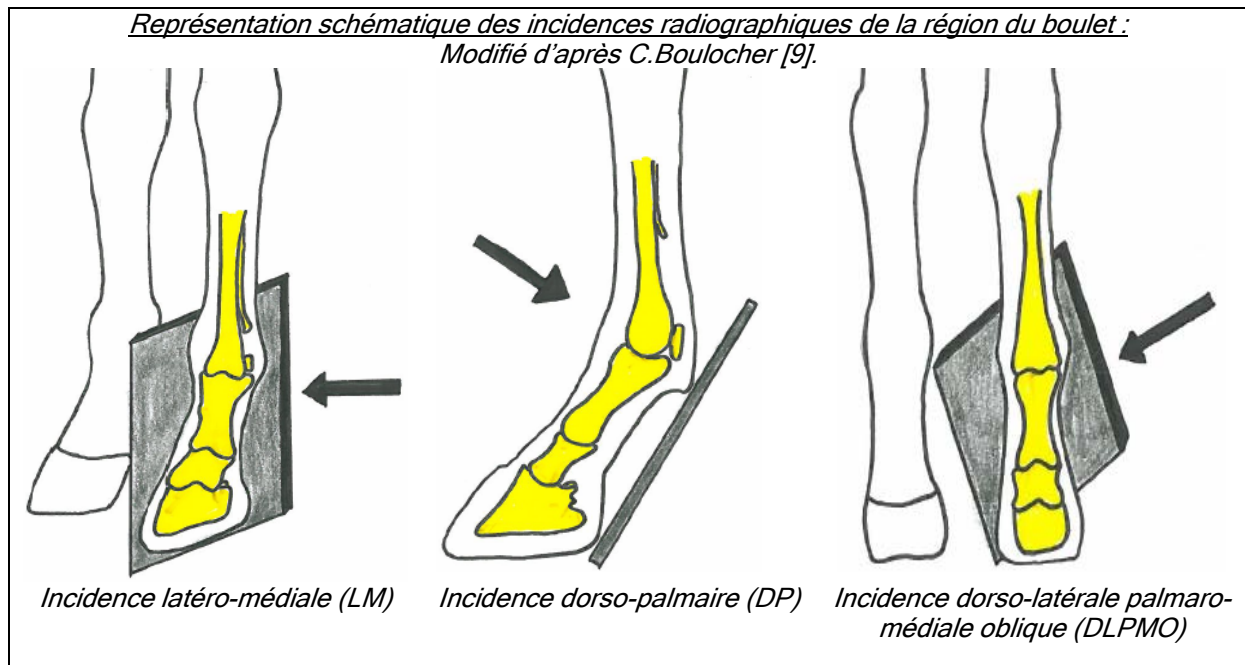 Représentation schématique des incidences radiographiques de la région du boulet :
Modifié d'après C.Boulocher [9].
Incidence latéro-médiale (LM)
Incidence dorso-palmaire (DP)
Incidence dorso-latérale palmaro-
médiale oblique (DLPMO)